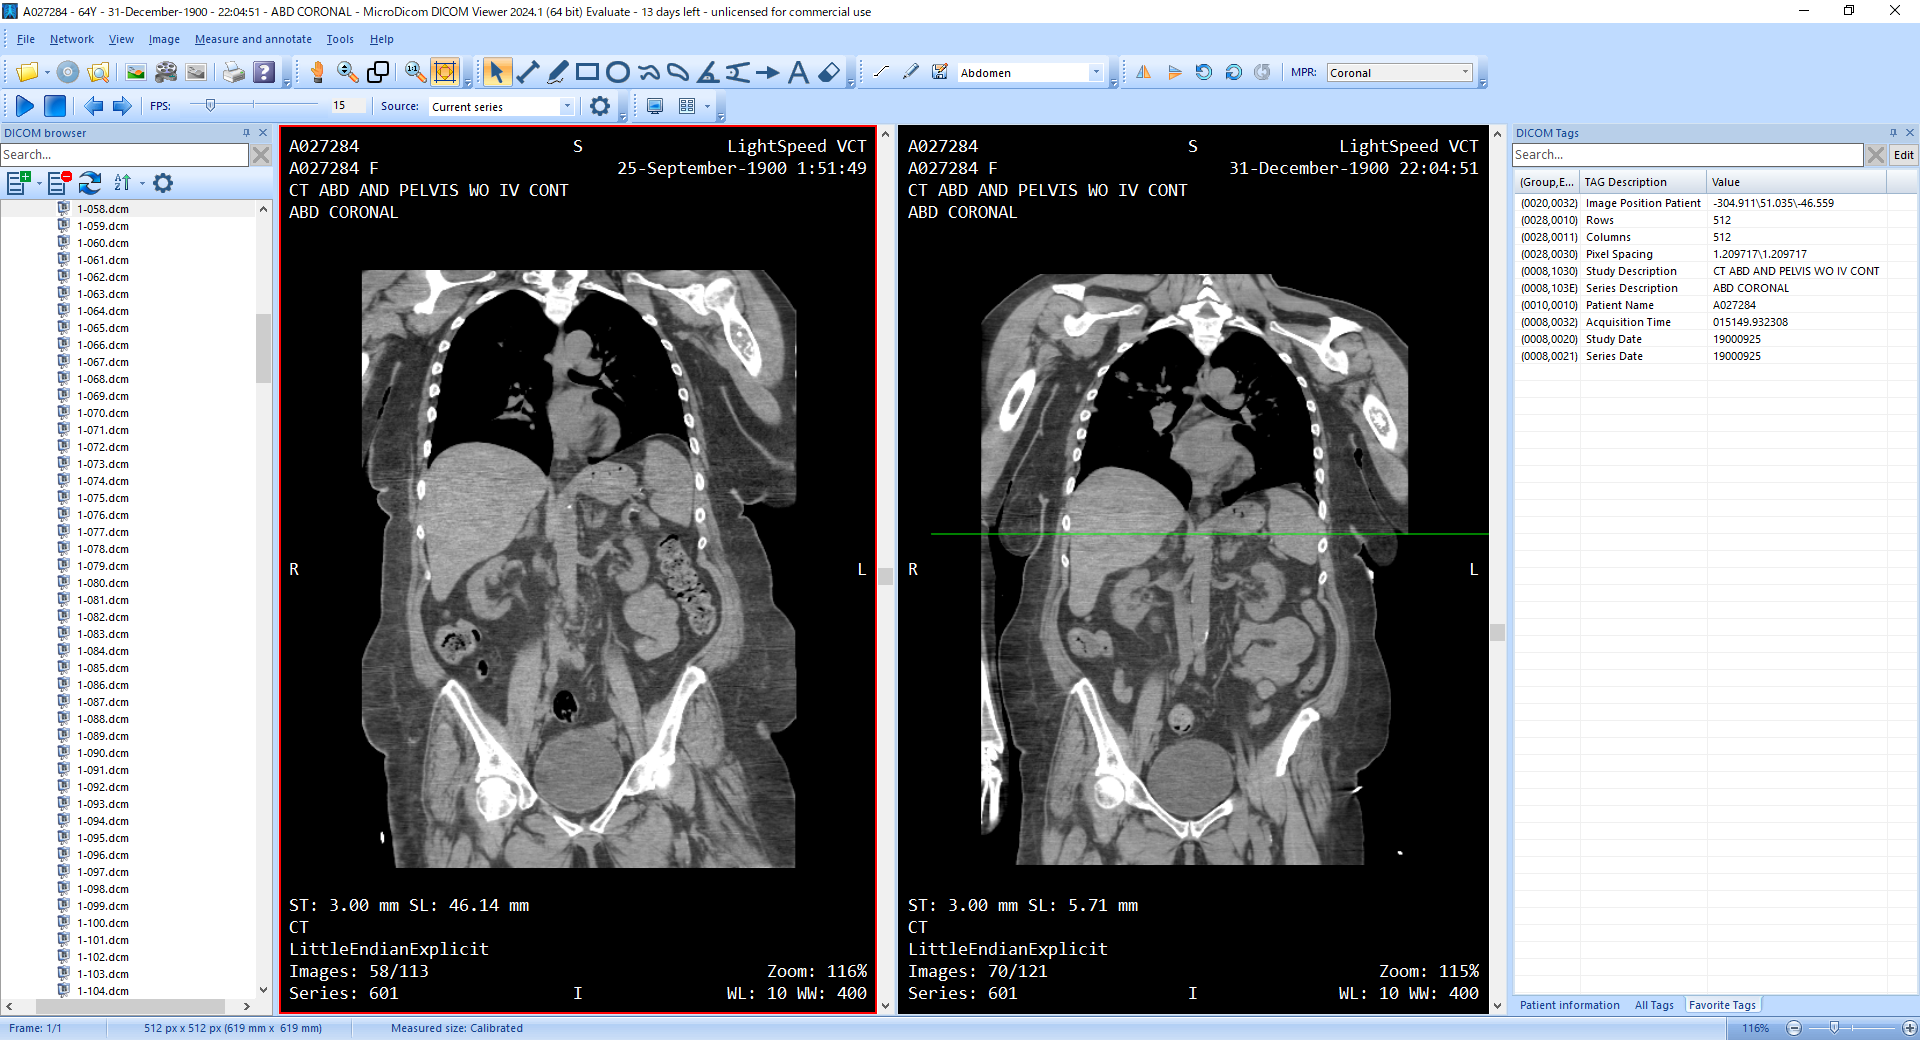 A027284 - 64Y - 31-December-1900 - 22:04:51 - ABD CORONAL - MicroDicom DICOM Viewer 2024.1 (64 bit) Evaluate - 13 days left - unlicensed for commercial use
File Network View Image Measure and annotate Tools Help
1:1 Abdomen MPR: Coronal
FPS: 15 Source: Current series
DICOM browser
Search...
1-058.dcm
1-059.dcm
1-060.dcm
1-061.dcm
1-062.dcm
1-063.dcm
1-064.dcm
1-065.dcm
1-066.dcm
1-067.dcm
1-068.dcm
1-069.dcm
1-070.dcm
1-071.dcm
1-072.dcm
1-073.dcm
1-074.dcm
1-075.dcm
1-076.dcm
1-077.dcm
1-078.dcm
1-079.dcm
1-080.dcm
1-081.dcm
1-082.dcm
1-083.dcm
1-084.dcm
1-085.dcm
1-086.dcm
1-087.dcm
1-088.dcm
1-089.dcm
1-090.dcm
1-091.dcm
1-092.dcm
1-093.dcm
1-094.dcm
1-095.dcm
1-096.dcm
1-097.dcm
1-098.dcm
1-099.dcm
1-100.dcm
1-101.dcm
1-102.dcm
1-103.dcm
1-104.dcm
A027284 S LightSpeed VCT
A027284 F 25-September-1900 1:51:49
CT ABD AND PELVIS WO IV CONT
ABD CORONAL
R L
ST: 3.00 mm SL: 46.14 mm
CT
LittleEndianExplicit
Images: 58/113 Zoom: 116%
Series: 601 I WL: 10 WW: 400
A027284 S LightSpeed VCT
A027284 F 31-December-1900 22:04:51
CT ABD AND PELVIS WO IV CONT
ABD CORONAL
R L
ST: 3.00 mm SL: 5.71 mm
CT
LittleEndianExplicit
Images: 70/121 Zoom: 115%
Series: 601 I WL: 10 WW: 400
DICOM Tags
Search... Edit
(Group,E... TAG Description Value
(0020,0032) Image Position Patient -304.911\51.035\-46.559
(0028,0010) Rows 512
(0028,0011) Columns 512
(0028,0030) Pixel Spacing 1.209717\1.209717
(0008,1030) Study Description CT ABD AND PELVIS WO IV CONT
(0008,103E) Series Description ABD CORONAL
(0010,0010) Patient Name A027284
(0008,0032) Acquisition Time 015149.932308
(0008,0020) Study Date 19000925
(0008,0021) Series Date 19000925
Patient information All Tags Favorite Tags
Frame: 1/1 512 px x 512 px (619 mm x 619 mm) Measured size: Calibrated 116%